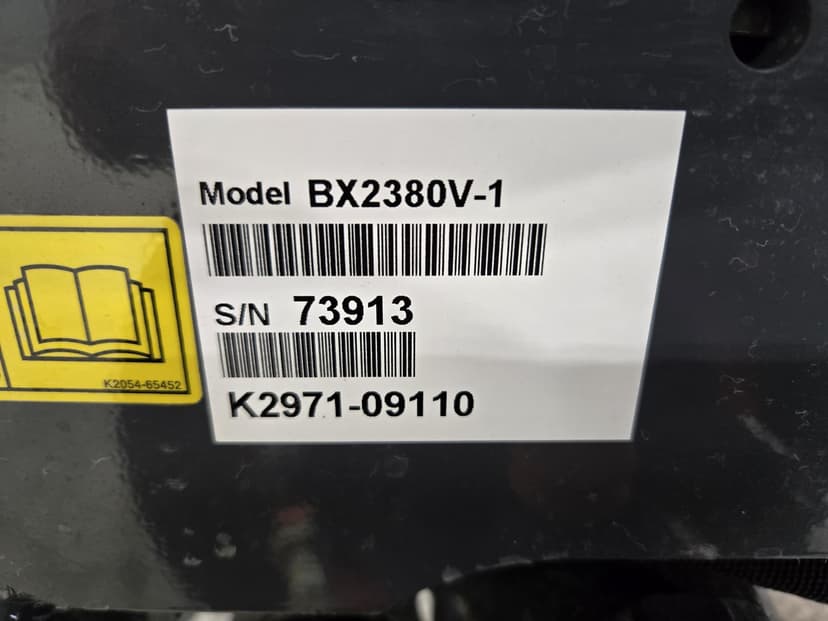 Model BX2380V-1
S/N 73913
K2971-09110
K2054-65452